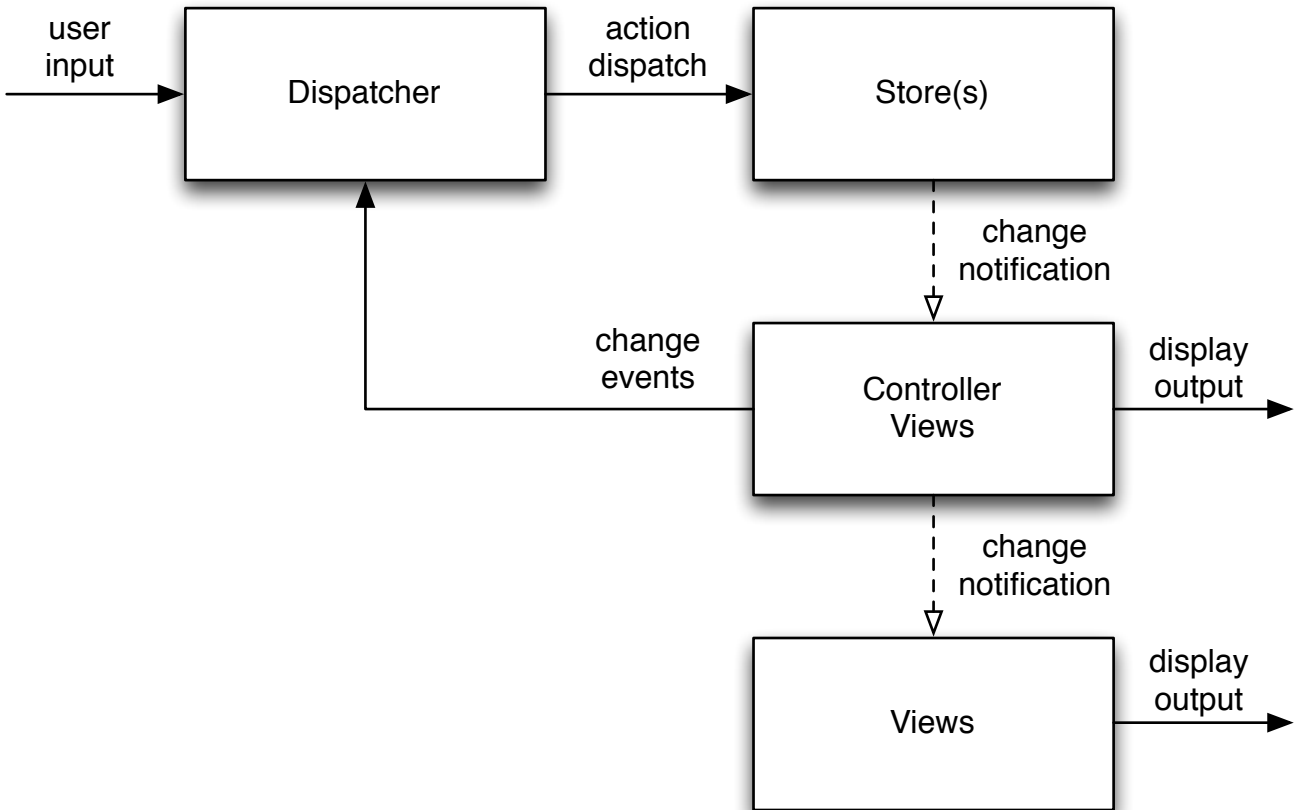 user
input
Dispatcher
action
dispatch
Store(s)
change
notification
change
events
Controller
Views
display
output
change
notification
Views
display
output